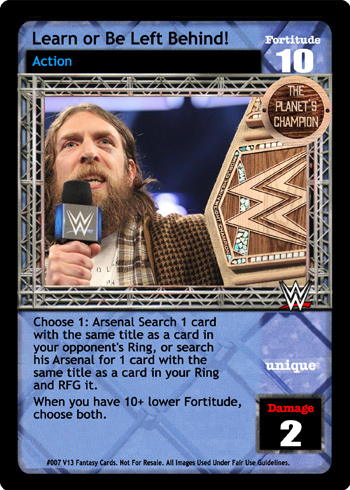 Learn or Be Left Behind!
Fortitude
10
Action
THE
PLANET'S
CHAMPION
W
W
Choose 1: Arsenal Search 1 card
with the same title as a card in
your opponent's Ring, or search
his Arsenal for 1 card with the
same title as a card in your Ring
and RFG it.
When you have 10+ lower Fortitude,
choose both.
unique
Damage
2
#007 V13 Fantasy Cards. Not For Resale. All Images Used Under Fair Use Guidelines.